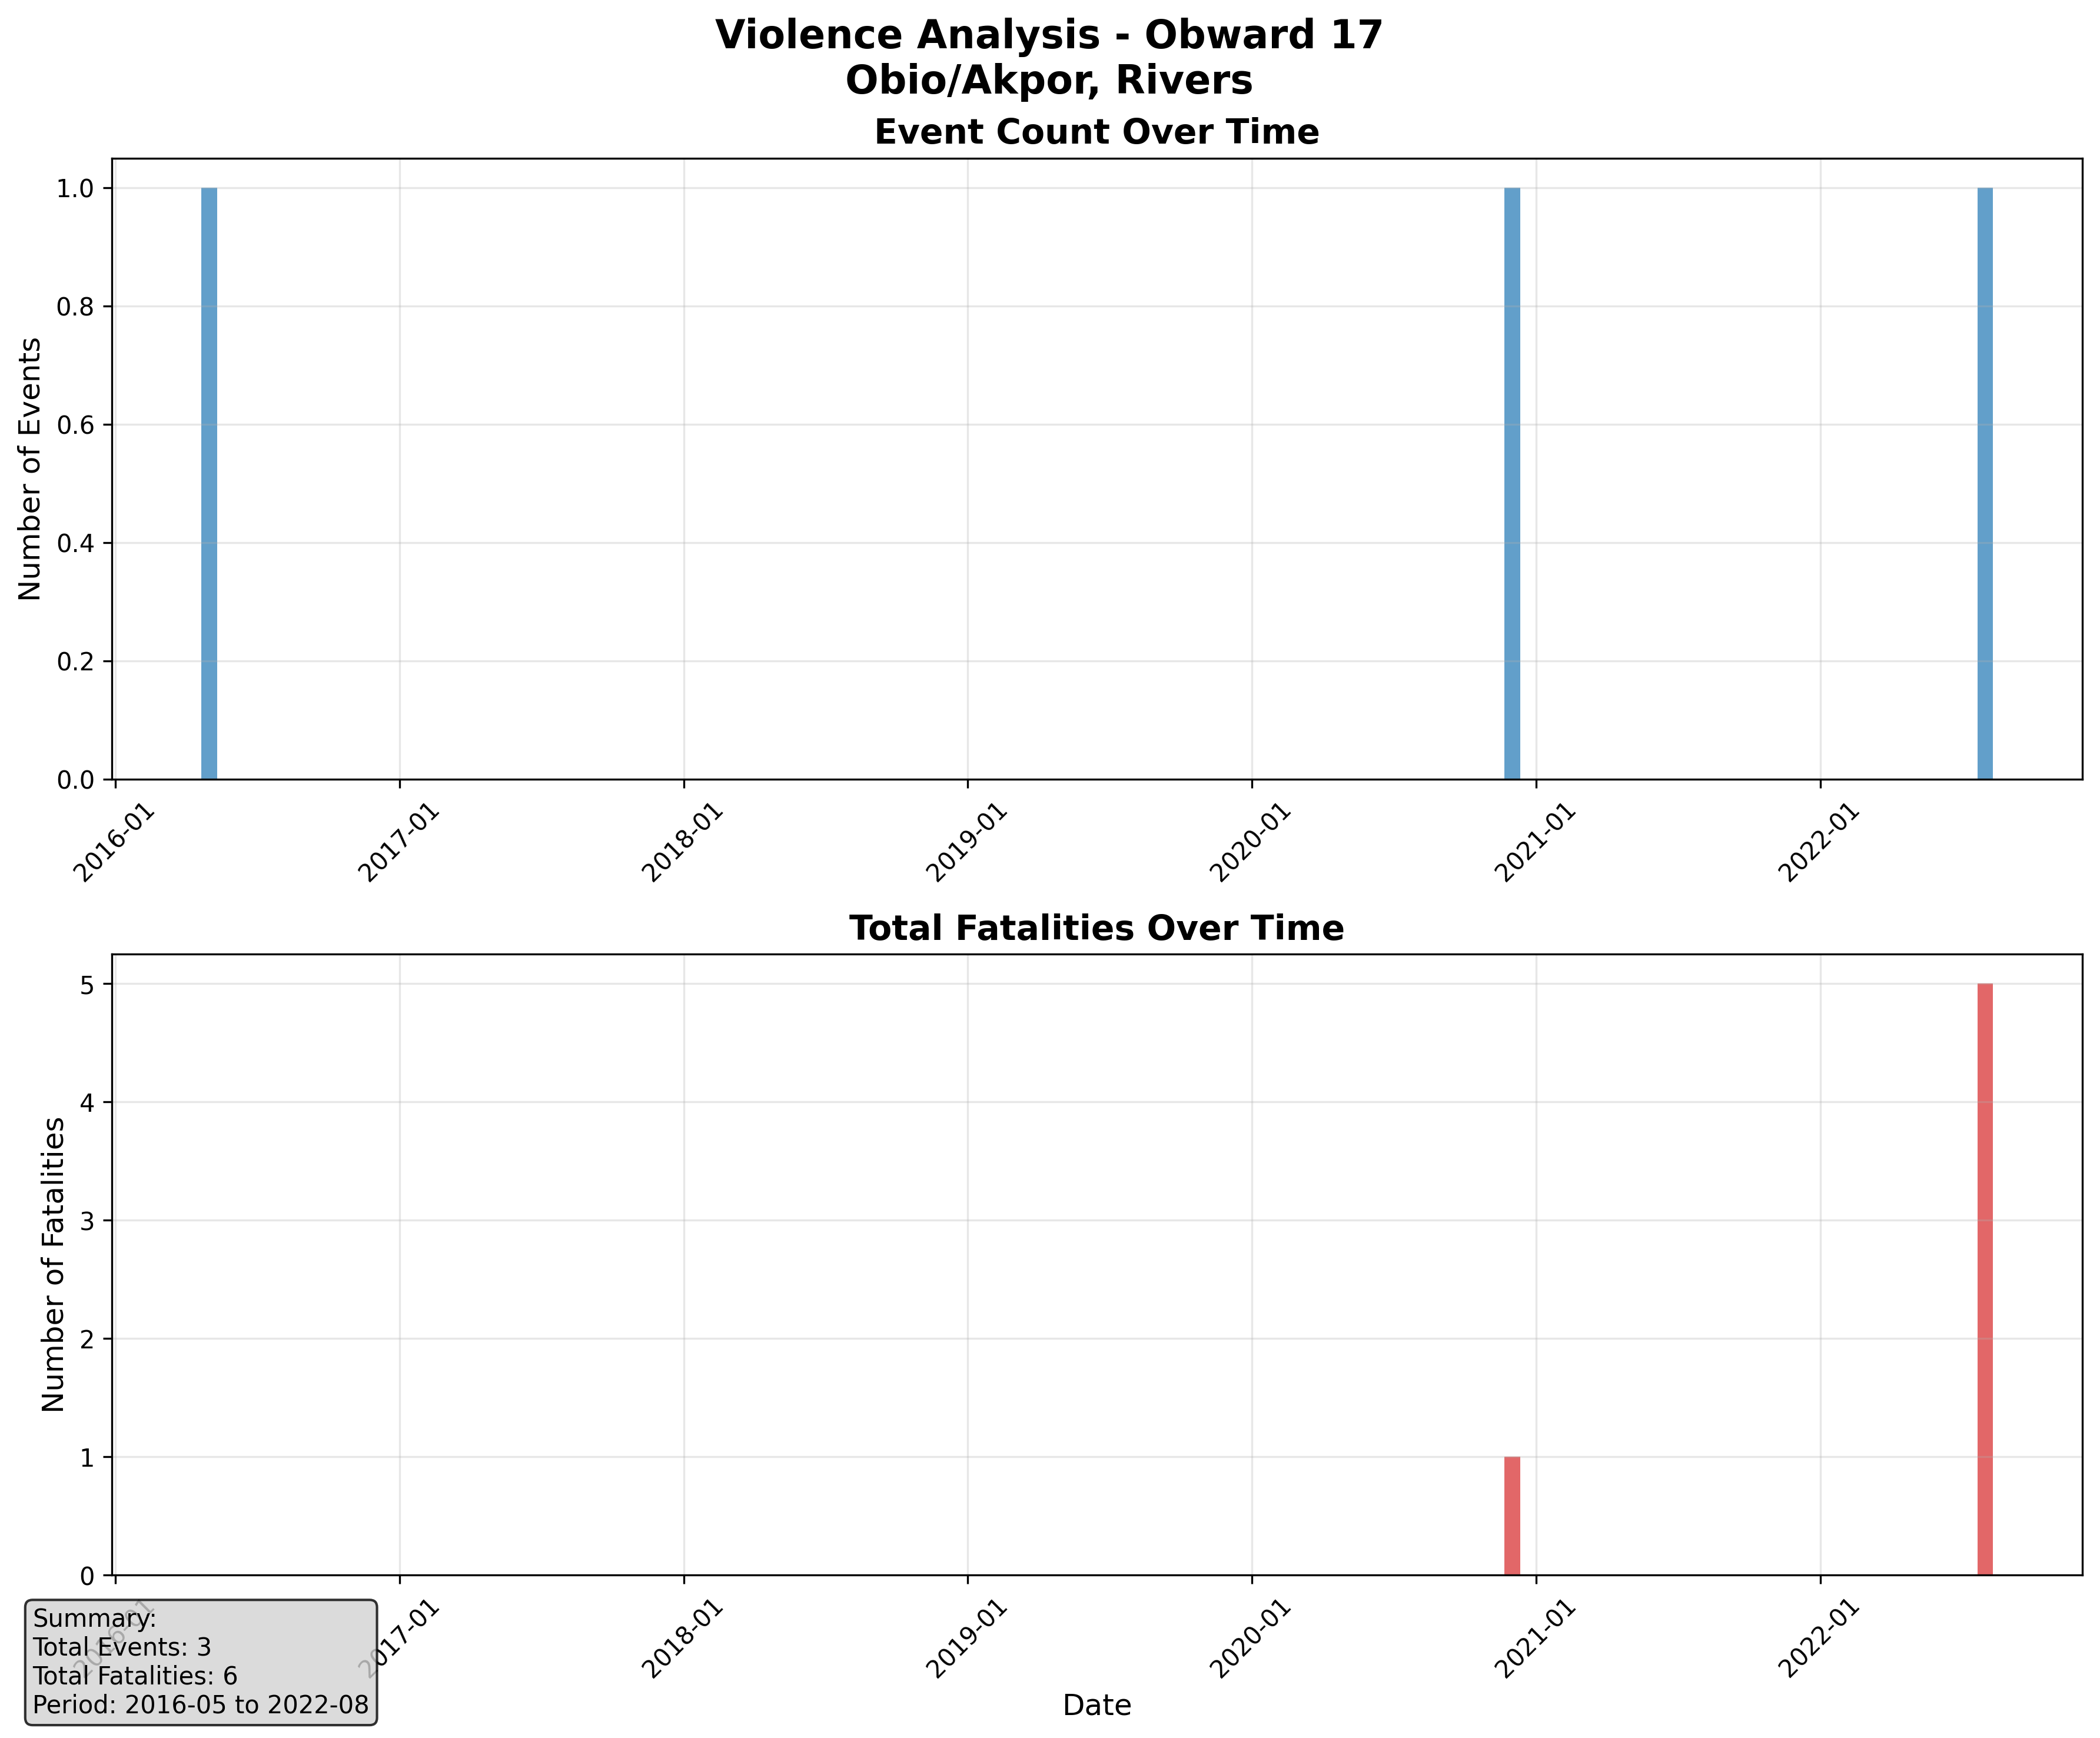 Violence Analysis - Obward 17
Obio/Akpor, Rivers
Event Count Over Time
Number of Events
1.0
0.8
0.6
0.4
0.2
0.0
2016-01
2017-01
2018-01
2019-01
2020-01
2021-01
2022-01
Total Fatalities Over Time
Number of Fatalities
5
4
3
2
1
0
2016-01
2017-01
2018-01
2019-01
2020-01
2021-01
2022-01
Date
Summary:
Total Events: 3
Total Fatalities: 6
Period: 2016-05 to 2022-08